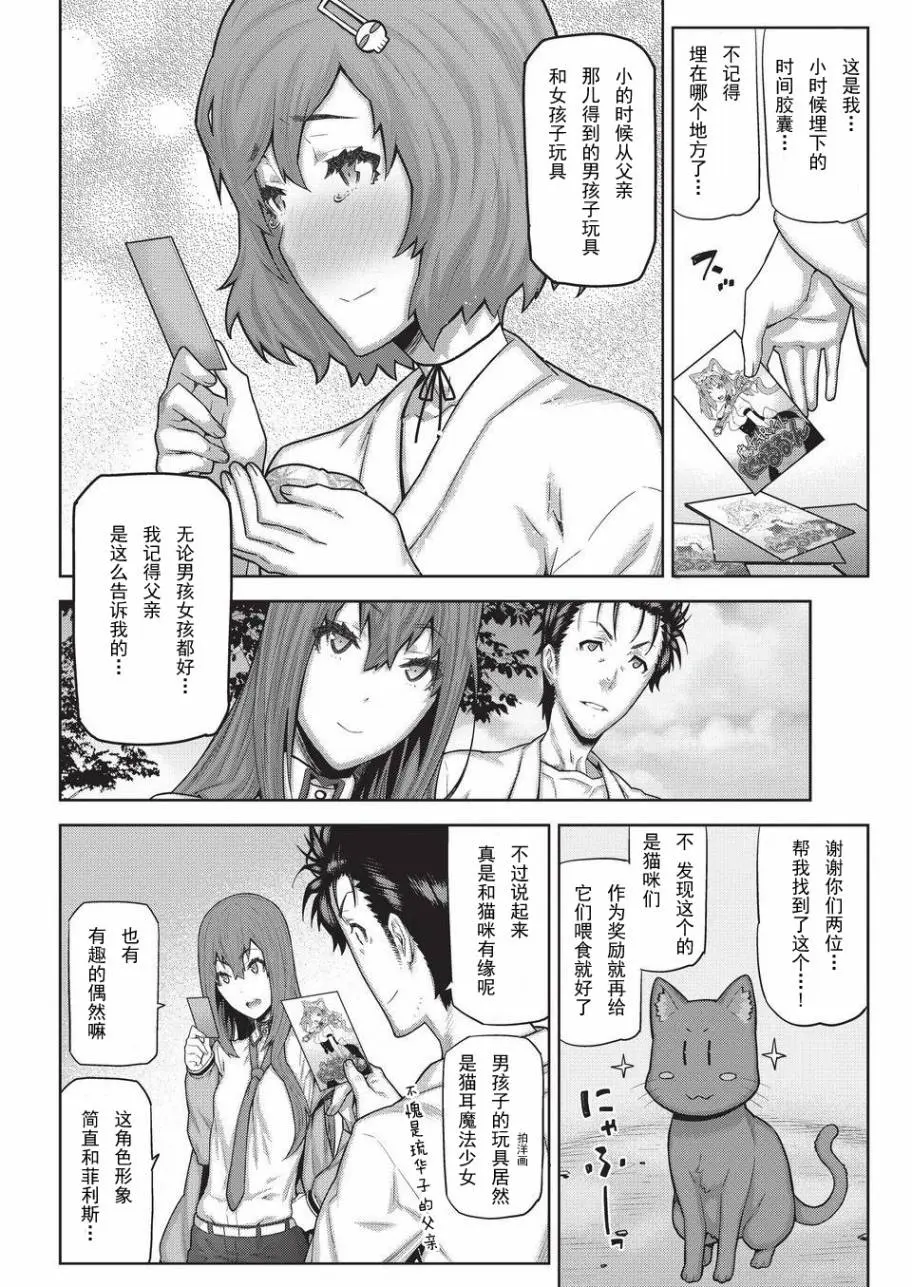 这是我…
小时候埋下的
时间胶囊…
不记得
埋在哪个地方了…
小的时候从父亲
那儿得到的男孩子玩具
和女孩子玩具
无论男孩女孩都好…
我记得父亲
是这么告诉我的…
谢谢你们两位…
帮我找到了这个…!
不 发现这个的
是猫咪们
作为奖励就再给
它们喂食就好了
にゃふー
不过说起来
真是和猫咪有缘呢
男孩子的玩具居然
拍洋画
是猫耳魔法少女
不愧是琉华子的父亲
也有
有趣的偶然嘛
这角色形象
简直和菲利斯…